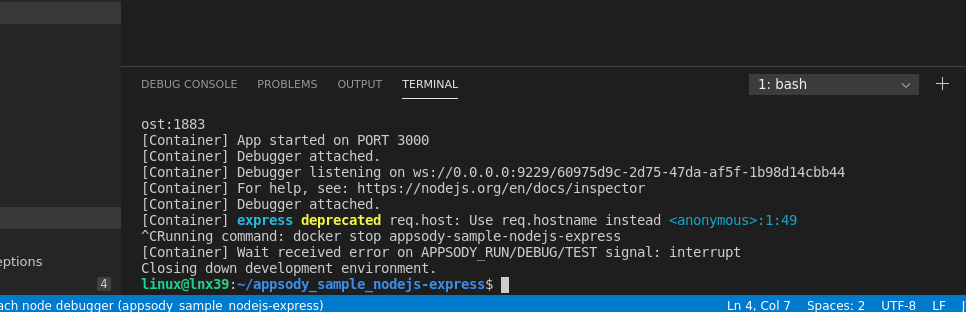 DEBUG CONSOLE PROBLEMS OUTPUT TERMINAL 1: bash
ost:1883
[Container] App started on PORT 3000
[Container] Debugger attached.
[Container] Debugger listening on ws://0.0.0.0:9229/60975d9c-2d75-47da-af5f-1b98d14cbb44
[Container] For help, see: https://nodejs.org/en/docs/inspector
[Container] Debugger attached.
[Container] express deprecated req.host: Use req.hostname instead <anonymous>:1:49
^CRunning command: docker stop appsody-sample-nodejs-express
[Container] Wait received error on APPSODY_RUN/DEBUG/TEST signal: interrupt
Closing down development environment.
linux@lnx39:~/appsody_sample_nodejs-express$
eptions
4
ach node debugger (appsody_sample_nodejs-express) Ln 4, Col 7 Spaces: 2 UTF-8 LF